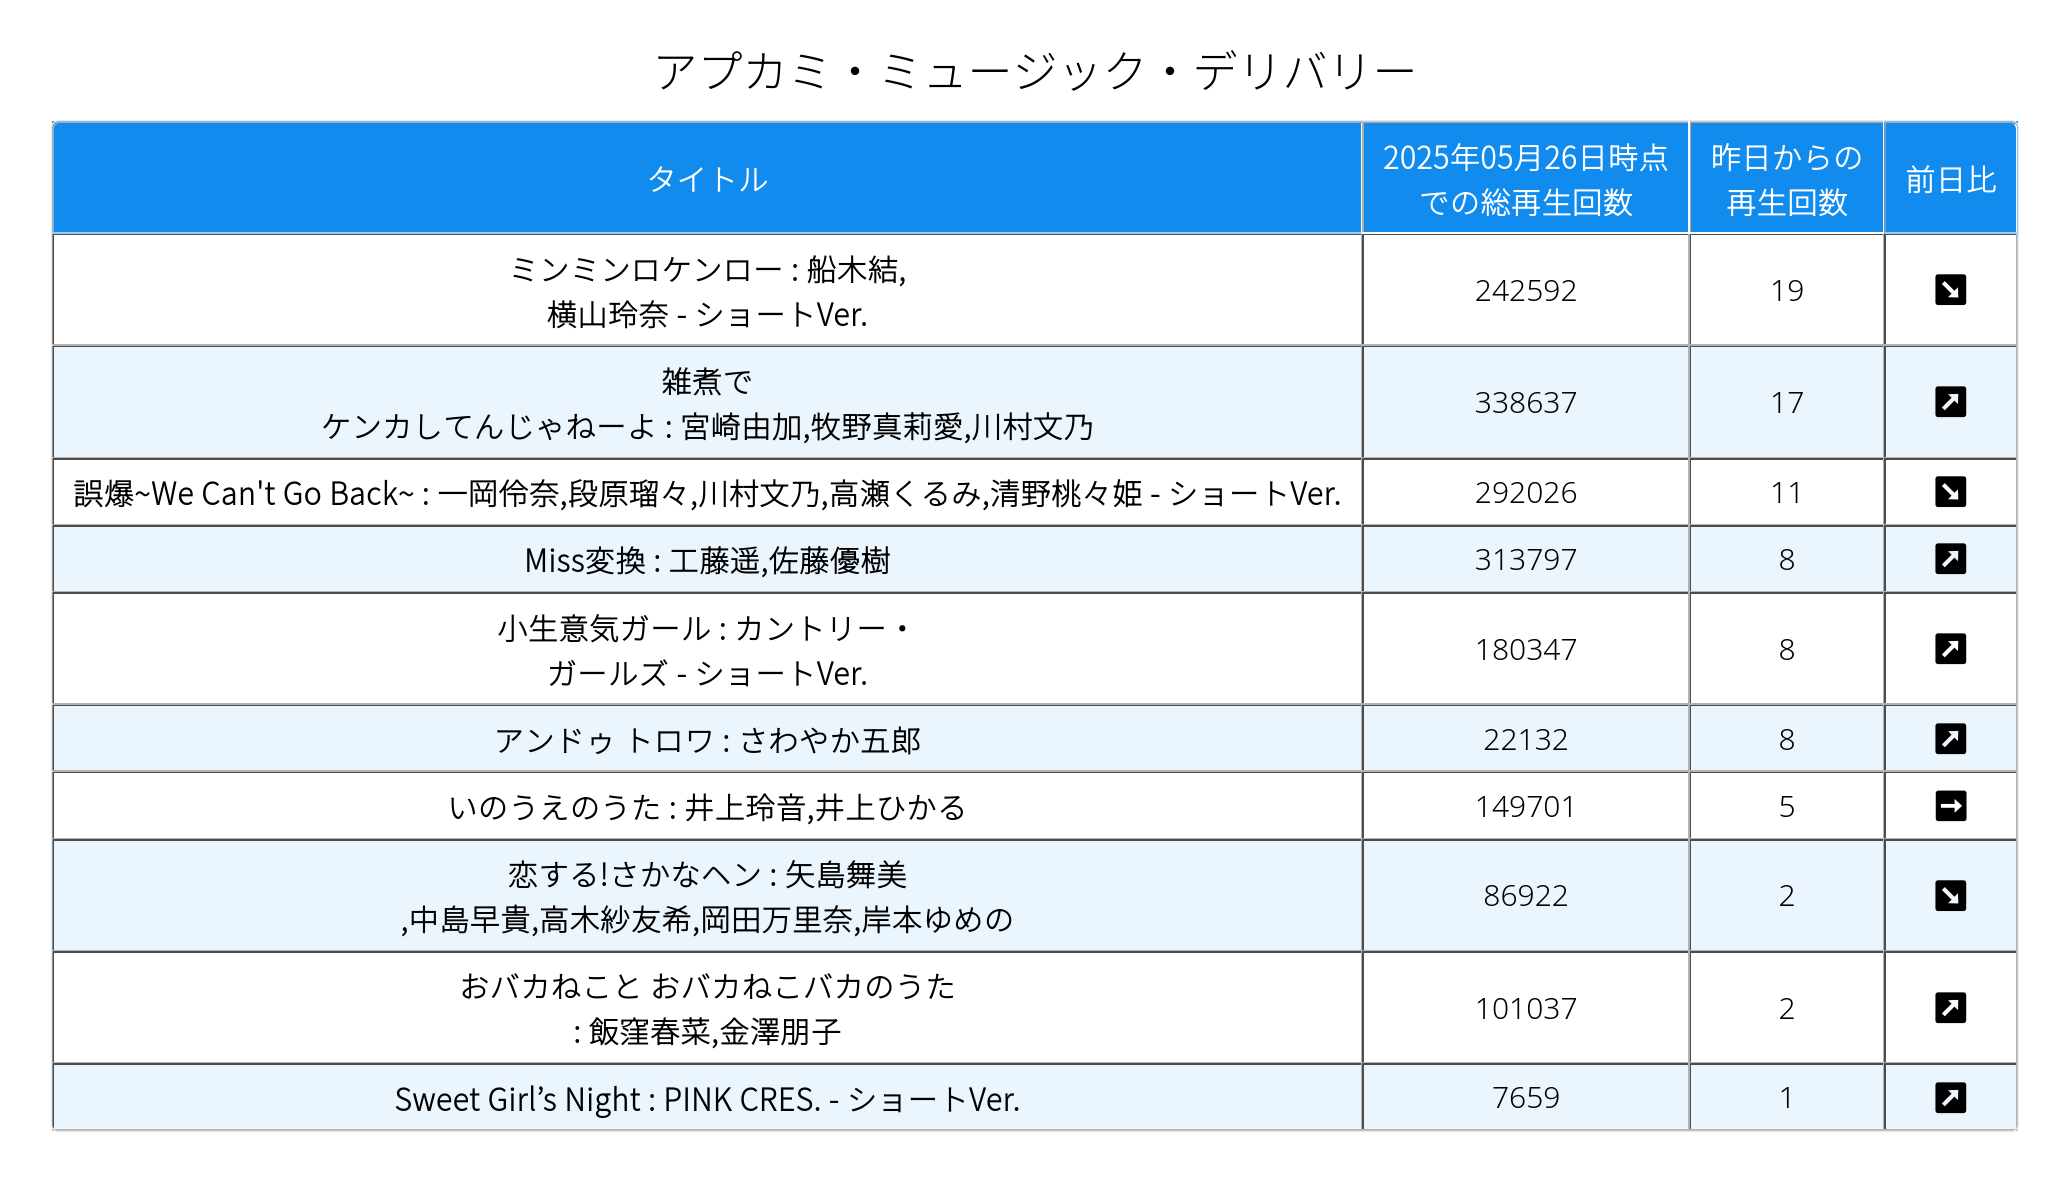 アプカミ・ミュージック・デリバリー
タイトル
2025年05月26日時点
での総再生回数
昨日からの
再生回数
前日比
ミンミンロケンロー : 船木結,
横山玲奈 - ショートVer.
242592
19
雑煮で
ケンカしてんじゃねーよ : 宮崎由加,牧野真莉愛,川村文乃
338637
17
誤爆~We Can't Go Back~ : 一岡伶奈,段原瑠々,川村文乃,高瀬くるみ,清野桃々姫 - ショートVer.
292026
11
Miss変換 : 工藤遥,佐藤優樹
313797
8
小生意気ガール : カントリー・
ガールズ - ショートVer.
180347
8
アンドゥ トロワ : さわやか五郎
22132
8
いのうえのうた : 井上玲音,井上ひかる
149701
5
恋する!さかなヘン : 矢島舞美
,中島早貴,高木紗友希,岡田万里奈,岸本ゆめの
86922
2
おバカねこと おバカねこバカのうた
: 飯窪春菜,金澤朋子
101037
2
Sweet Girl’s Night : PINK CRES. - ショートVer.
7659
1